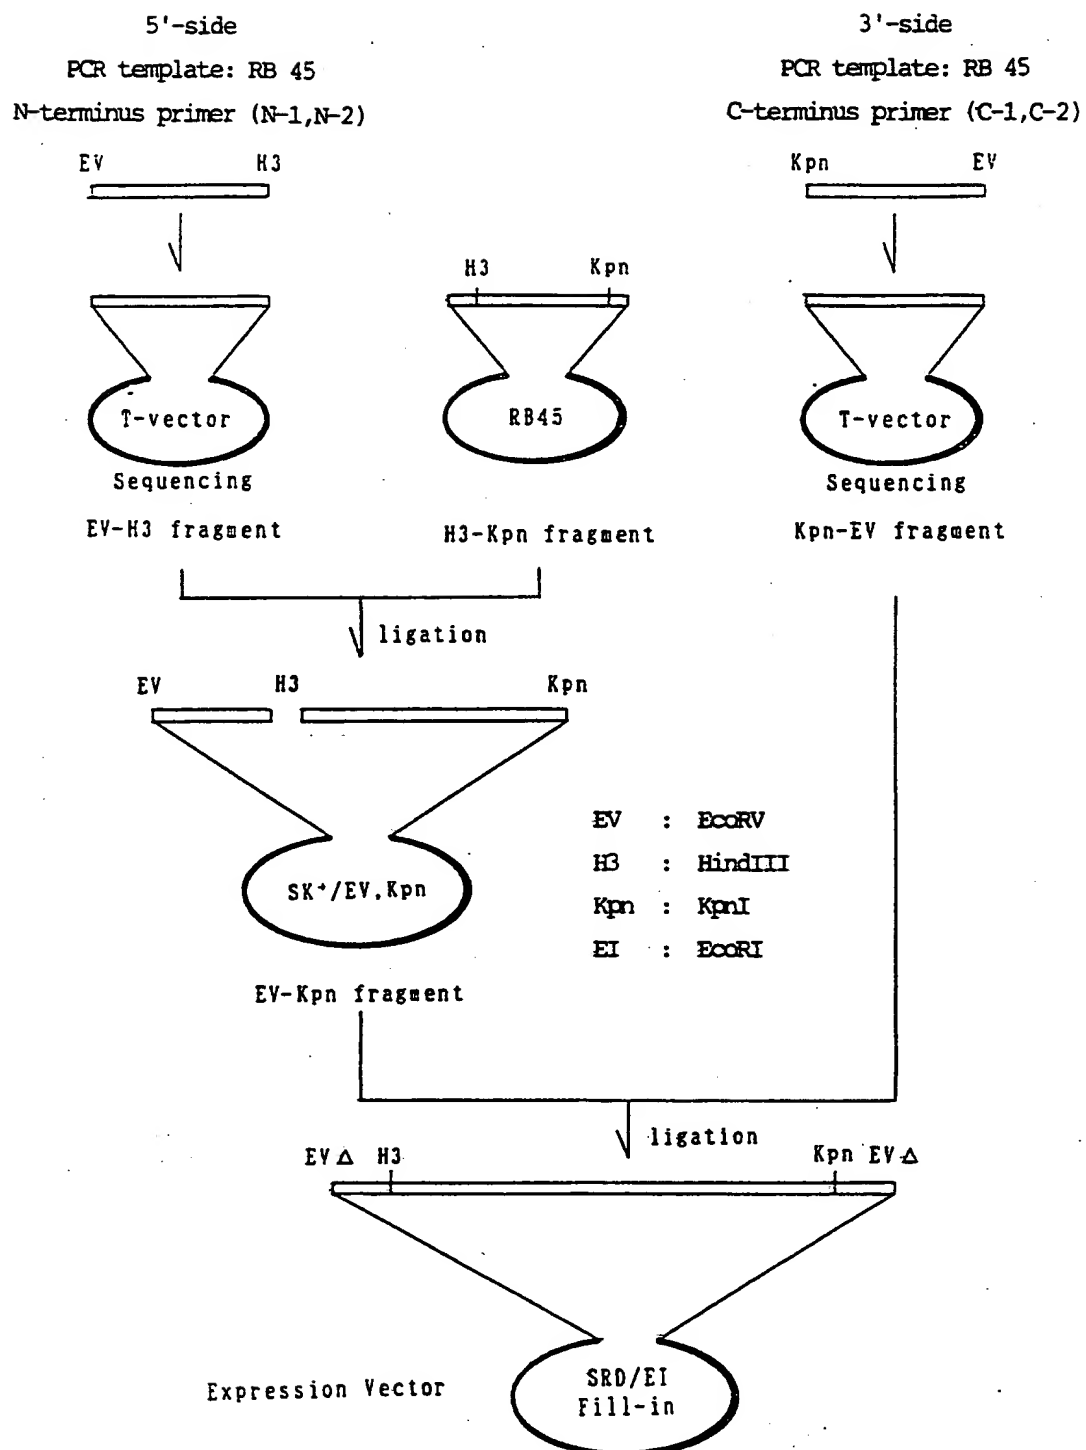 5'-side
PCR template: RB 45
N-terminus primer (N-1,N-2)
3'-side
PCR template: RB 45
C-terminus primer (C-1,C-2)
EV H3
Kpn EV
H3 Kpn
T-vector
RB45
T-vector
Sequencing
Sequencing
EV-H3 fragment
H3-Kpn fragment
Kpn-EV fragment
ligation
EV H3 Kpn
SK⁺/EV,Kpn
EV : EcoRV
H3 : HindIII
Kpn : KpnI
EI : EcoRI
EV-Kpn fragment
ligation
EV Δ H3 Kpn EV Δ
Expression Vector
SRD/EI
Fill-in